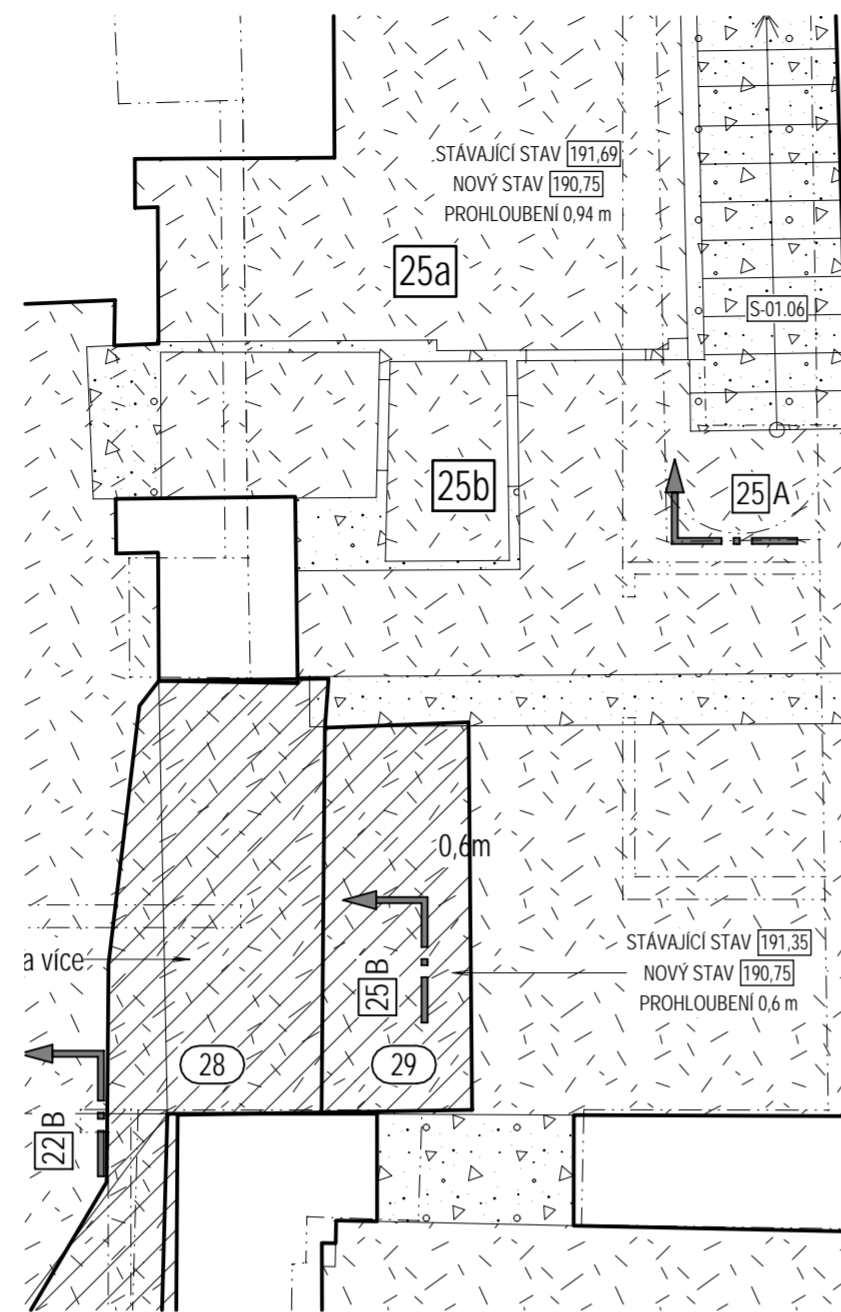 STÁVAJÍCÍ STAV 191,69
NOVÝ STAV 190,75
PROHLOUBENÍ 0,94 m
25a
S-01.06
25b
25 A
0,6m
STÁVAJÍCÍ STAV 191,35
NOVÝ STAV 190,75
PROHLOUBENÍ 0,6 m
a více
25 B
28
29
22 B